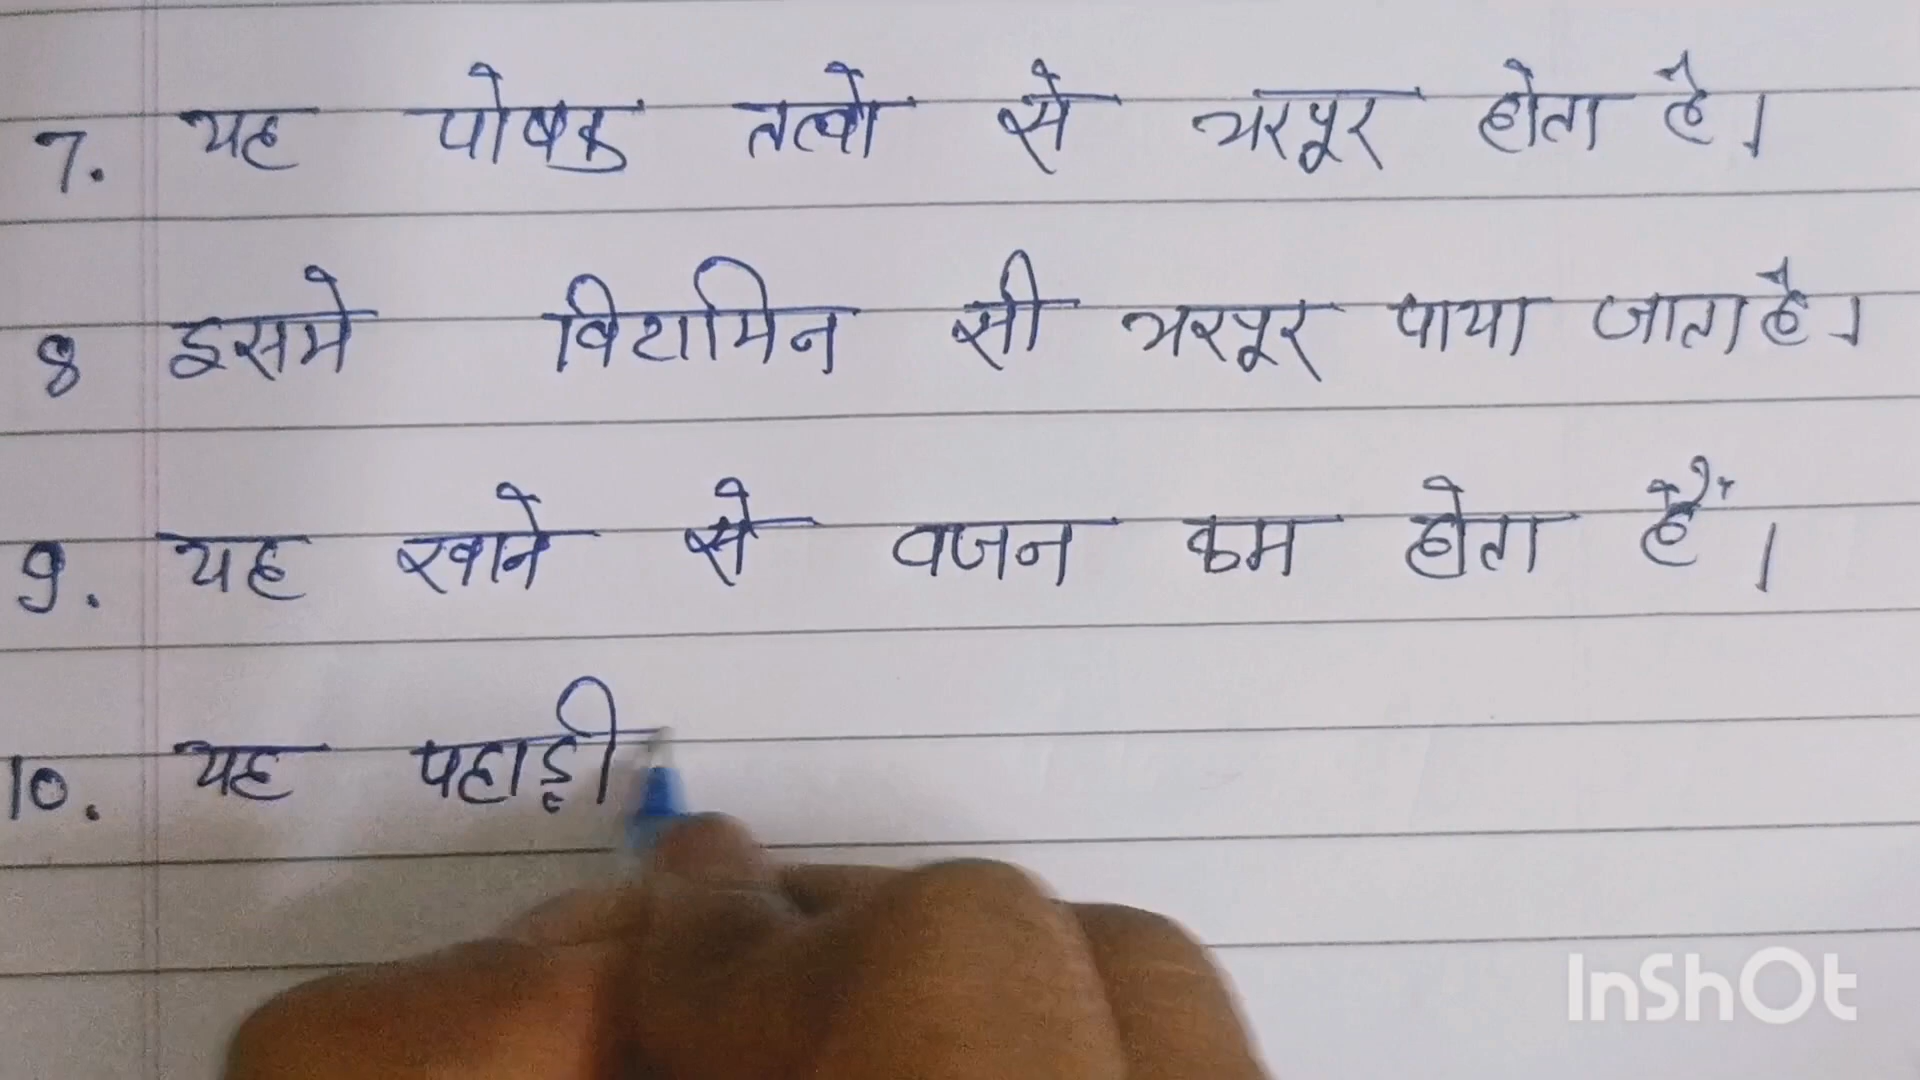 7. यह पोषक तत्वो से भरपूर होता है।
8 इसमे विटामिन सी भरपूर पाया जाता है।
9. यह खाने से वजन कम होता हैं।
10. यह पहाड़ी
InShOt